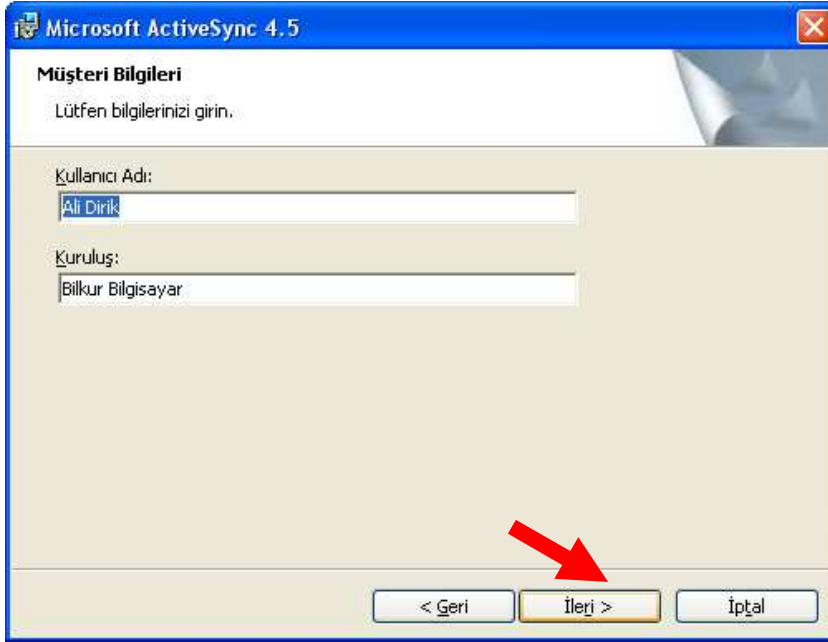 Microsoft ActiveSync 4.5
Müşteri Bilgileri
Lütfen bilgilerinizi girin.
Kullanıcı Adı:
Ali Dirik
Kuruluş:
Bilkur Bilgisayar
< Geri
İleri >
İptal